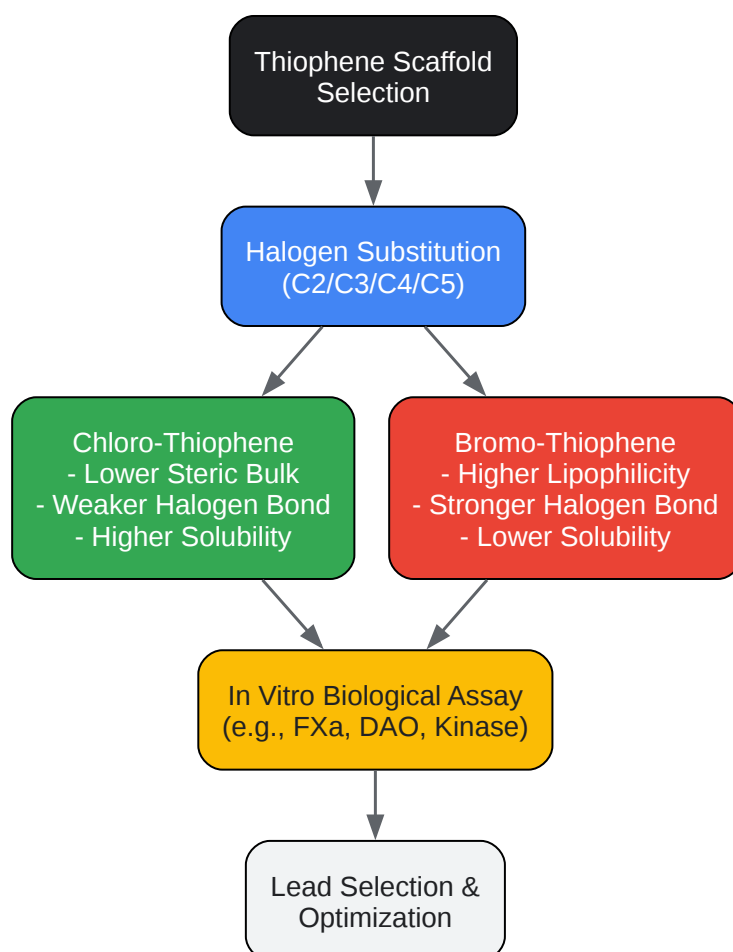 Thiophene Scaffold
Selection
Halogen Substitution
(C2/C3/C4/C5)
Chloro-Thiophene
- Lower Steric Bulk
- Weaker Halogen Bond
- Higher Solubility
Bromo-Thiophene
- Higher Lipophilicity
- Stronger Halogen Bond
- Lower Solubility
In Vitro Biological Assay
(e.g., FXa, DAO, Kinase)
Lead Selection &
Optimization